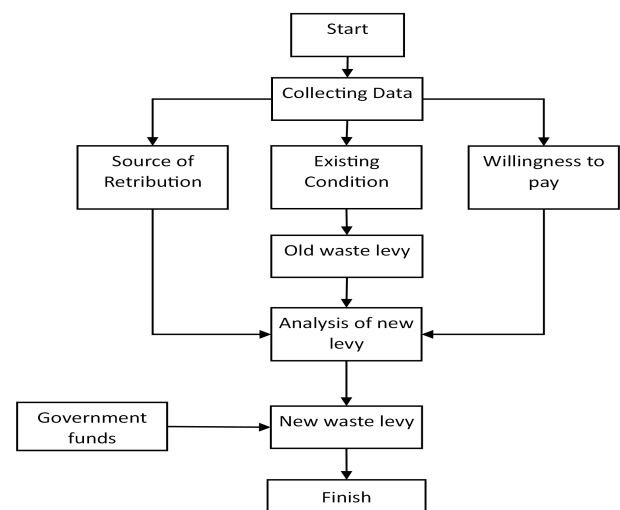 Start
Collecting Data
Source of
Retribution
Existing
Condition
Willingness to
pay
Old waste levy
Analysis of new
levy
Government
funds
New waste levy
Finish